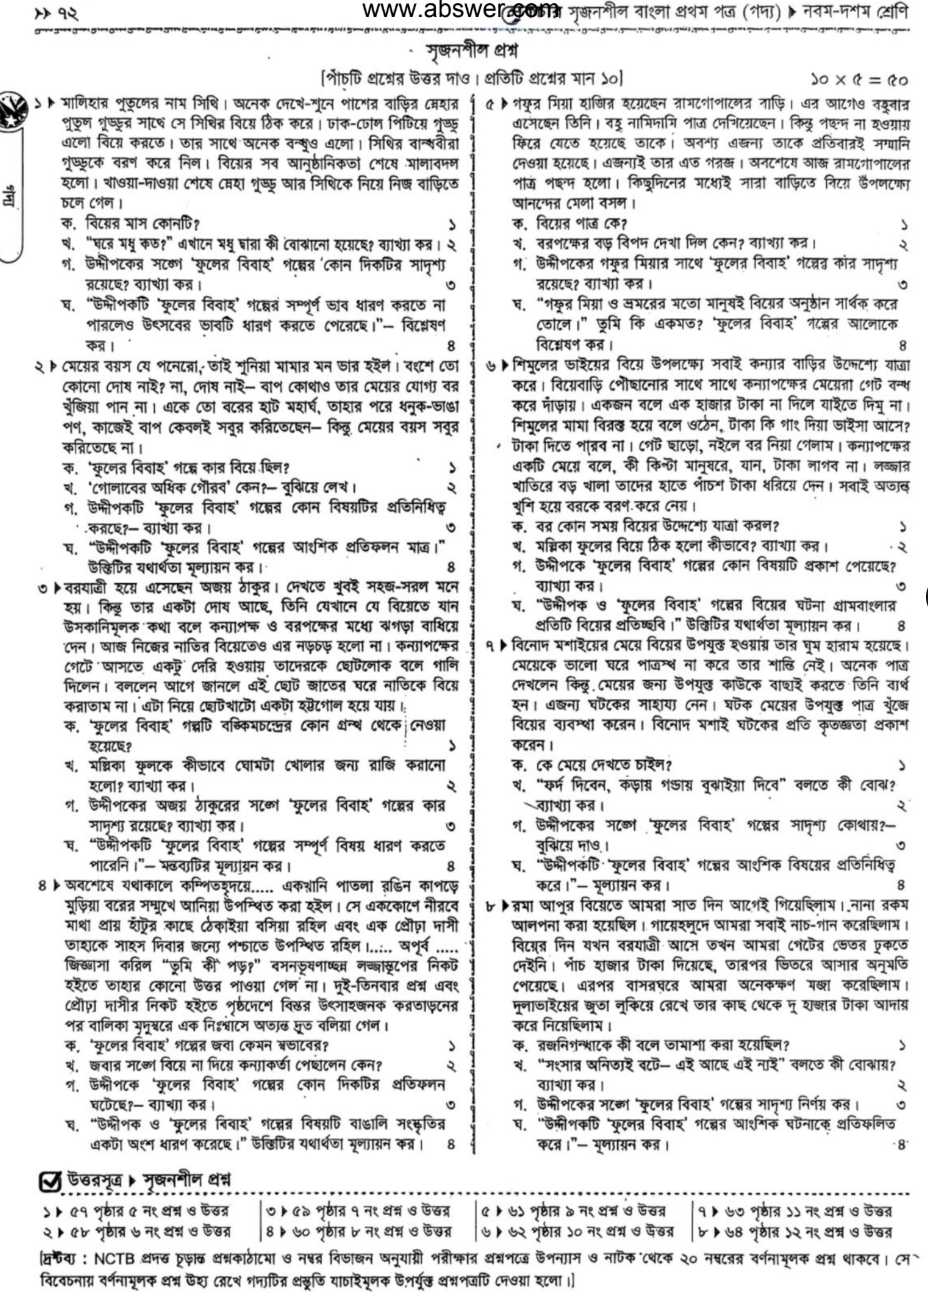 ▸▸ ৭২
www.abswer.com
সৃজনশীল বাংলা প্রথম পত্র (গদ্য) ▸ নবম-দশম শ্রেণি
সৃজনশীল প্রশ্ন
[পাঁচটি প্রশ্নের উত্তর দাও। প্রতিটি প্রশ্নের মান ১০]
১০ × ৫ = ৫০
গদ্য
১ ▸ মালিহার পুতুলের নাম সিথি। অনেক দেখে-শুনে পাশের বাড়ির স্নেহার
পুতুল গুড্ডুর সাথে সে সিথির বিয়ে ঠিক করে। ঢাক-ঢোল পিটিয়ে গুড্ডু
এলো বিয়ে করতে। তার সাথে অনেক বন্ধুও এলো। সিথির বান্ধবীরা
গুড্ডুকে বরণ করে নিল। বিয়ের সব আনুষ্ঠানিকতা শেষে মালাবদল
হলো। খাওয়া-দাওয়া শেষে স্নেহা গুড্ডু আর সিথিকে নিয়ে নিজ বাড়িতে
চলে গেল।
ক. বিয়ের মাস কোনটি? ১
খ. “ঘরে মধু কত?” এখানে মধু দ্বারা কী বোঝানো হয়েছে? ব্যাখ্যা কর। ২
গ. উদ্দীপকের সঙ্গে ‘ফুলের বিবাহ’ গল্পের কোন দিকটির সাদৃশ্য
রয়েছে? ব্যাখ্যা কর। ৩
ঘ. “উদ্দীপকটি ‘ফুলের বিবাহ’ গল্পের সম্পূর্ণ ভাব ধারণ করতে না
পারলেও উৎসবের ভাবটি ধারণ করতে পেরেছে।”– বিশ্লেষণ
কর। ৪
২ ▸ মেয়ের বয়স যে পনেরো, তাই শুনিয়া মামার মন ভার হইল। বংশে তো
কোনো দোষ নাই? না, দোষ নাই– বাপ কোথাও তার মেয়ের যোগ্য বর
খুঁজিয়া পান না। একে তো বরের হাট মহার্ঘ, তাহার পরে ধনুক-ভাঙা
পণ, কাজেই বাপ কেবলই সবুর করিতেছেন– কিন্তু মেয়ের বয়স সবুর
করিতেছে না।
ক. ‘ফুলের বিবাহ’ গল্পে কার বিয়ে ছিল? ১
খ. ‘গোলাবের অধিক গৌরব’ কেন?– বুঝিয়ে লেখ। ২
গ. উদ্দীপকটি ‘ফুলের বিবাহ’ গল্পের কোন বিষয়টির প্রতিনিধিত্ব
করছে?– ব্যাখ্যা কর। ৩
ঘ. “উদ্দীপকটি ‘ফুলের বিবাহ’ গল্পের আংশিক প্রতিফলন মাত্র।”
উক্তিটির যথার্থতা মূল্যায়ন কর। ৪
৩ ▸ বরযাত্রী হয়ে এসেছেন অজয় ঠাকুর। দেখতে খুবই সহজ-সরল মনে
হয়। কিন্তু তার একটা দোষ আছে, তিনি যেখানে যে বিয়েতে যান
উসকানিমূলক কথা বলে কন্যাপক্ষ ও বরপক্ষের মধ্যে ঝগড়া বাধিয়ে
দেন। আজ নিজের নাতির বিয়েতেও এর নড়চড় হলো না। কন্যাপক্ষের
গেটে আসতে একটু দেরি হওয়ায় তাদেরকে ছোটলোক বলে গালি
দিলেন। বললেন আগে জানলে এই ছোট জাতের ঘরে নাতিকে বিয়ে
করাতাম না। এটা নিয়ে ছোটখাটো একটা হট্টগোল হয়ে যায়।
ক. ‘ফুলের বিবাহ’ গল্পটি বঙ্কিমচন্দ্রের কোন গ্রন্থ থেকে নেওয়া
হয়েছে? ১
খ. মল্লিকা ফুলকে কীভাবে ঘোমটা খোলার জন্য রাজি করানো
হলো? ব্যাখ্যা কর। ২
গ. উদ্দীপকের অজয় ঠাকুরের সঙ্গে ‘ফুলের বিবাহ’ গল্পের কার
সাদৃশ্য রয়েছে? ব্যাখ্যা কর। ৩
ঘ. “উদ্দীপকটি ‘ফুলের বিবাহ’ গল্পের সম্পূর্ণ বিষয় ধারণ করতে
পারেনি।”– মন্তব্যটির মূল্যায়ন কর। ৪
৪ ▸ অবশেষে যথাকালে কম্পিতহৃদয়ে..... একখানি পাতলা রঙিন কাপড়ে
মুড়িয়া বরের সম্মুখে আনিয়া উপস্থিত করা হইল। সে এককোণে নীরবে
মাথা প্রায় হাঁটুর কাছে ঠেকাইয়া বসিয়া রহিল এবং এক প্রৌঢ়া দাসী
তাহাকে সাহস দিবার জন্যে পশ্চাতে উপস্থিত রহিল।..... অপূর্ব .....
জিজ্ঞাসা করিল “তুমি কী পড়?” বসনভূষণাচ্ছন্ন লজ্জাস্তূপের নিকট
হইতে তাহার কোনো উত্তর পাওয়া গেল না। দুই-তিনবার প্রশ্ন এবং
প্রৌঢ়া দাসীর নিকট হইতে পৃষ্ঠদেশে বিস্তর উৎসাহজনক করতাড়নের
পর বালিকা মৃদুস্বরে এক নিঃশ্বাসে অত্যন্ত দ্রুত বলিয়া গেল।
ক. ‘ফুলের বিবাহ’ গল্পের জবা কেমন স্বভাবের? ১
খ. জবার সঙ্গে বিয়ে না দিয়ে কন্যাকর্তা পেছালেন কেন? ২
গ. উদ্দীপকে ‘ফুলের বিবাহ’ গল্পের কোন দিকটির প্রতিফলন
ঘটেছে?– ব্যাখ্যা কর। ৩
ঘ. “উদ্দীপক ও ‘ফুলের বিবাহ’ গল্পের বিষয়টি বাঙালি সংস্কৃতির
একটা অংশ ধারণ করেছে।” উক্তিটির যথার্থতা মূল্যায়ন কর। ৪
৫ ▸ গফুর মিয়া হাজির হয়েছেন রামগোপালের বাড়ি। এর আগেও বহুবার
এসেছেন তিনি। বহু নামিদামি পাত্র দেখিয়েছেন। কিন্তু পছন্দ না হওয়ায়
ফিরে যেতে হয়েছে তাকে। অবশ্য এজন্য তাকে প্রতিবারই সম্মানি
দেওয়া হয়েছে। এজন্যই তার এত গরজ। অবশেষে আজ রামগোপালের
পাত্র পছন্দ হলো। কিছুদিনের মধ্যেই সারা বাড়িতে বিয়ে উপলক্ষ্যে
আনন্দের মেলা বসল।
ক. বিয়ের পাত্র কে? ১
খ. বরপক্ষের বড় বিপদ দেখা দিল কেন? ব্যাখ্যা কর। ২
গ. উদ্দীপকের গফুর মিয়ার সাথে ‘ফুলের বিবাহ’ গল্পের কার সাদৃশ্য
রয়েছে? ব্যাখ্যা কর। ৩
ঘ. “গফুর মিয়া ও ভ্রমরের মতো মানুষই বিয়ের অনুষ্ঠান সার্থক করে
তোলে।” তুমি কি একমত? ‘ফুলের বিবাহ’ গল্পের আলোকে
বিশ্লেষণ কর। ৪
৬ ▸ শিমুলের ভাইয়ের বিয়ে উপলক্ষ্যে সবাই কন্যার বাড়ির উদ্দেশ্যে যাত্রা
করে। বিয়েবাড়ি পৌছানোর সাথে সাথে কন্যাপক্ষের মেয়েরা গেট বন্ধ
করে দাঁড়ায়। একজন বলে এক হাজার টাকা না দিলে যাইতে দিমু না।
শিমুলের মামা বিরক্ত হয়ে বলে ওঠেন, টাকা কি গাং দিয়া ভাইসা আসে?
টাকা দিতে পারব না। গেট ছাড়ো, নইলে বর নিয়া গেলাম। কন্যাপক্ষের
একটি মেয়ে বলে, কী কিপ্টা মানুষরে, যান, টাকা লাগব না। লজ্জার
খাতিরে বড় খালা তাদের হাতে পাঁচশ টাকা ধরিয়ে দেন। সবাই অত্যন্ত
খুশি হয়ে বরকে বরণ করে নেয়।
ক. বর কোন সময় বিয়ের উদ্দেশ্যে যাত্রা করল? ১
খ. মল্লিকা ফুলের বিয়ে ঠিক হলো কীভাবে? ব্যাখ্যা কর। ২
গ. উদ্দীপকে ‘ফুলের বিবাহ’ গল্পের কোন বিষয়টি প্রকাশ পেয়েছে?
ব্যাখ্যা কর। ৩
ঘ. “উদ্দীপক ও ‘ফুলের বিবাহ’ গল্পের বিয়ের ঘটনা গ্রামবাংলার
প্রতিটি বিয়ের প্রতিচ্ছবি।” উক্তিটির যথার্থতা মূল্যায়ন কর। ৪
৭ ▸ বিনোদ মশাইয়ের মেয়ে বিয়ের উপযুক্ত হওয়ায় তার ঘুম হারাম হয়েছে।
মেয়েকে ভালো ঘরে পাত্রস্থ না করে তার শান্তি নেই। অনেক পাত্র
দেখলেন কিন্তু মেয়ের জন্য উপযুক্ত কাউকে বাছাই করতে তিনি ব্যর্থ
হন। এজন্য ঘটকের সাহায্য নেন। ঘটক মেয়ের উপযুক্ত পাত্র খুঁজে
বিয়ের ব্যবস্থা করেন। বিনোদ মশাই ঘটকের প্রতি কৃতজ্ঞতা প্রকাশ
করেন।
ক. কে মেয়ে দেখতে চাইল? ১
খ. “ফর্দ দিবেন, কড়ায় গন্ডায় বুঝাইয়া দিবে” বলতে কী বোঝ?
ব্যাখ্যা কর। ২
গ. উদ্দীপকের সঙ্গে ‘ফুলের বিবাহ’ গল্পের সাদৃশ্য কোথায়?–
বুঝিয়ে দাও। ৩
ঘ. “উদ্দীপকটি ‘ফুলের বিবাহ’ গল্পের আংশিক বিষয়ের প্রতিনিধিত্ব
করে।”– মূল্যায়ন কর। ৪
৮ ▸ রমা আপুর বিয়েতে আমরা সাত দিন আগেই গিয়েছিলাম। নানা রকম
আলপনা করা হয়েছিল। গায়েহলুদে আমরা সবাই নাচ-গান করেছিলাম।
বিয়ের দিন যখন বরযাত্রী আসে তখন আমরা গেটের ভেতর ঢুকতে
দেইনি। পাঁচ হাজার টাকা দিয়েছে, তারপর ভিতরে আসার অনুমতি
পেয়েছে। এরপর বাসরঘরে আমরা অনেকক্ষণ মজা করেছিলাম।
দুলাভাইয়ের জুতা লুকিয়ে রেখে তার কাছ থেকে দু হাজার টাকা আদায়
করে নিয়েছিলাম।
ক. রজনিগন্ধাকে কী বলে তামাশা করা হয়েছিল? ১
খ. “সংসার অনিত্যই বটে– এই আছে এই নাই” বলতে কী বোঝায়?
ব্যাখ্যা কর। ২
গ. উদ্দীপকের সঙ্গে ‘ফুলের বিবাহ’ গল্পের সাদৃশ্য নির্ণয় কর। ৩
ঘ. “উদ্দীপকটি ‘ফুলের বিবাহ’ গল্পের আংশিক ঘটনাকে প্রতিফলিত
করে।”– মূল্যায়ন কর। ৪
উত্তরসূত্র ▸ সৃজনশীল প্রশ্ন
১ ▸ ৫৭ পৃষ্ঠার ৫ নং প্রশ্ন ও উত্তর | ৩ ▸ ৫৯ পৃষ্ঠার ৭ নং প্রশ্ন ও উত্তর | ৫ ▸ ৬১ পৃষ্ঠার ৯ নং প্রশ্ন ও উত্তর | ৭ ▸ ৬৩ পৃষ্ঠার ১১ নং প্রশ্ন ও উত্তর
২ ▸ ৫৮ পৃষ্ঠার ৬ নং প্রশ্ন ও উত্তর | ৪ ▸ ৬০ পৃষ্ঠার ৮ নং প্রশ্ন ও উত্তর | ৬ ▸ ৬২ পৃষ্ঠার ১০ নং প্রশ্ন ও উত্তর | ৮ ▸ ৬৪ পৃষ্ঠার ১২ নং প্রশ্ন ও উত্তর
[দ্রষ্টব্য : NCTB প্রদত্ত চূড়ান্ত প্রশ্নকাঠামো ও নম্বর বিভাজন অনুযায়ী পরীক্ষার প্রশ্নপত্রে উপন্যাস ও নাটক থেকে ২০ নম্বরের বর্ণনামূলক প্রশ্ন থাকবে। সে
বিবেচনায় বর্ণনামূলক প্রশ্ন উহ্য রেখে গদ্যটির প্রস্তুতি যাচাইমূলক উপর্যুক্ত প্রশ্নপত্রটি দেওয়া হলো।]